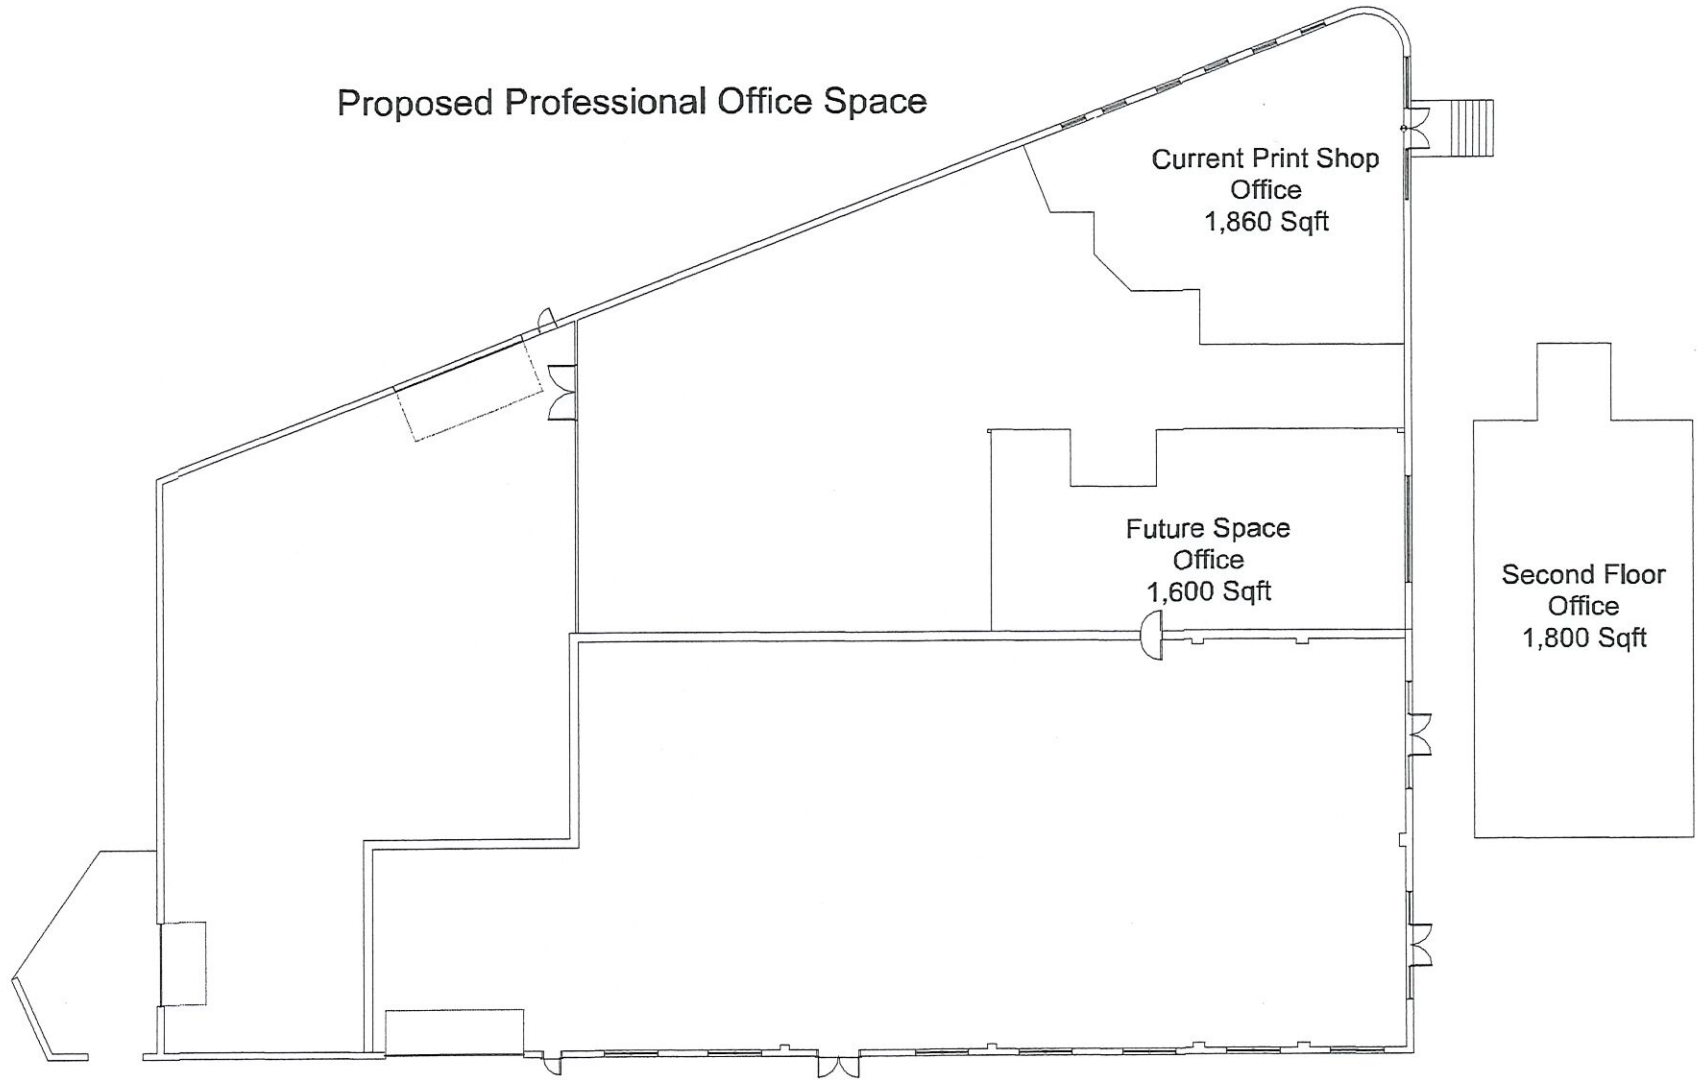 Proposed Professional Office Space
Current Print Shop
Office
1,860 Sqft
Future Space
Office
1,600 Sqft
Second Floor
Office
1,800 Sqft